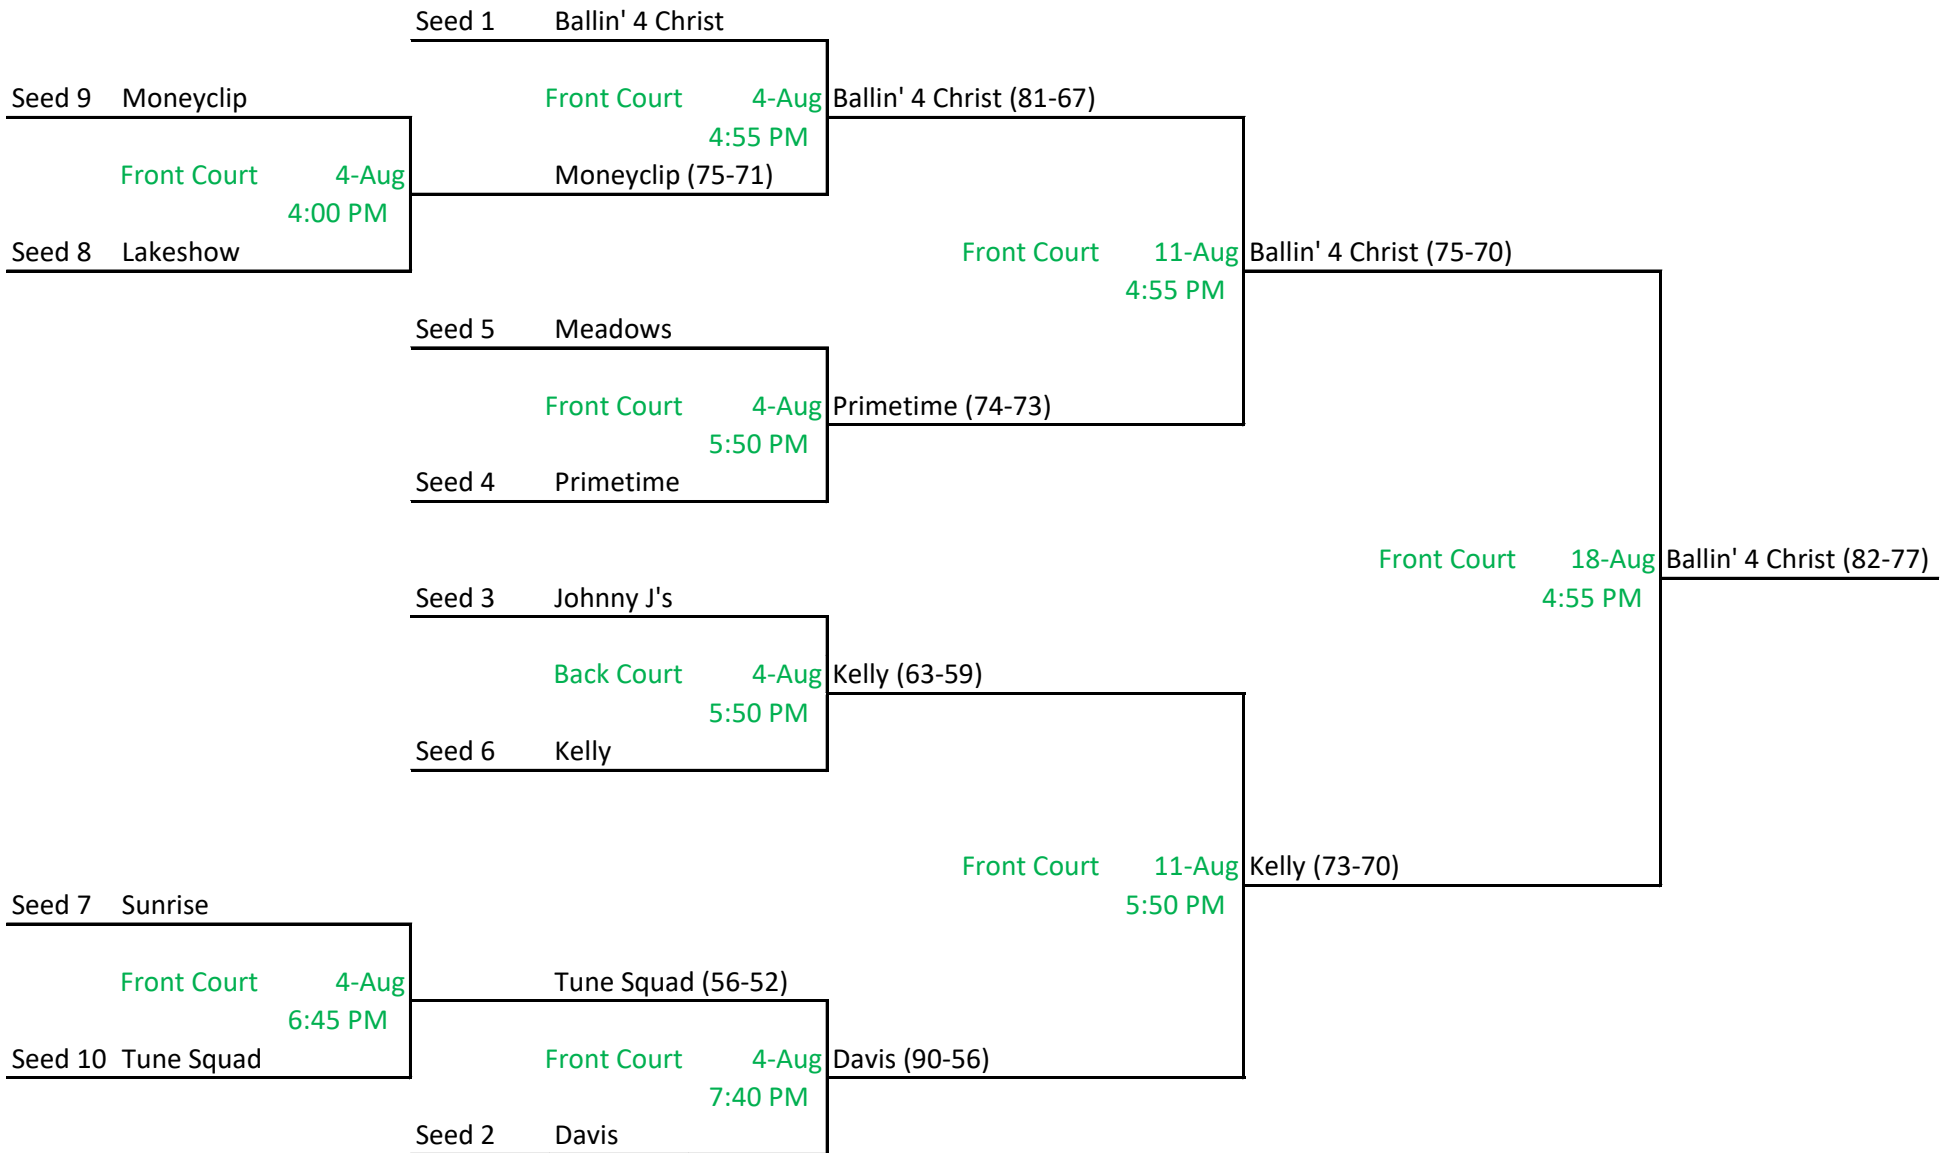 Seed 1 Ballin' 4 Christ
Seed 9 Moneyclip Front Court 4-Aug Ballin' 4 Christ (81-67)
4:55 PM
Front Court 4-Aug Moneyclip (75-71)
4:00 PM
Seed 8 Lakeshow Front Court 11-Aug Ballin' 4 Christ (75-70)
4:55 PM
Seed 5 Meadows
Front Court 4-Aug Primetime (74-73)
5:50 PM
Seed 4 Primetime
Front Court 18-Aug Ballin' 4 Christ (82-77)
Seed 3 Johnny J's 4:55 PM
Back Court 4-Aug Kelly (63-59)
5:50 PM
Seed 6 Kelly
Front Court 11-Aug Kelly (73-70)
Seed 7 Sunrise 5:50 PM
Front Court 4-Aug Tune Squad (56-52)
6:45 PM
Seed 10 Tune Squad Front Court 4-Aug Davis (90-56)
7:40 PM
Seed 2 Davis